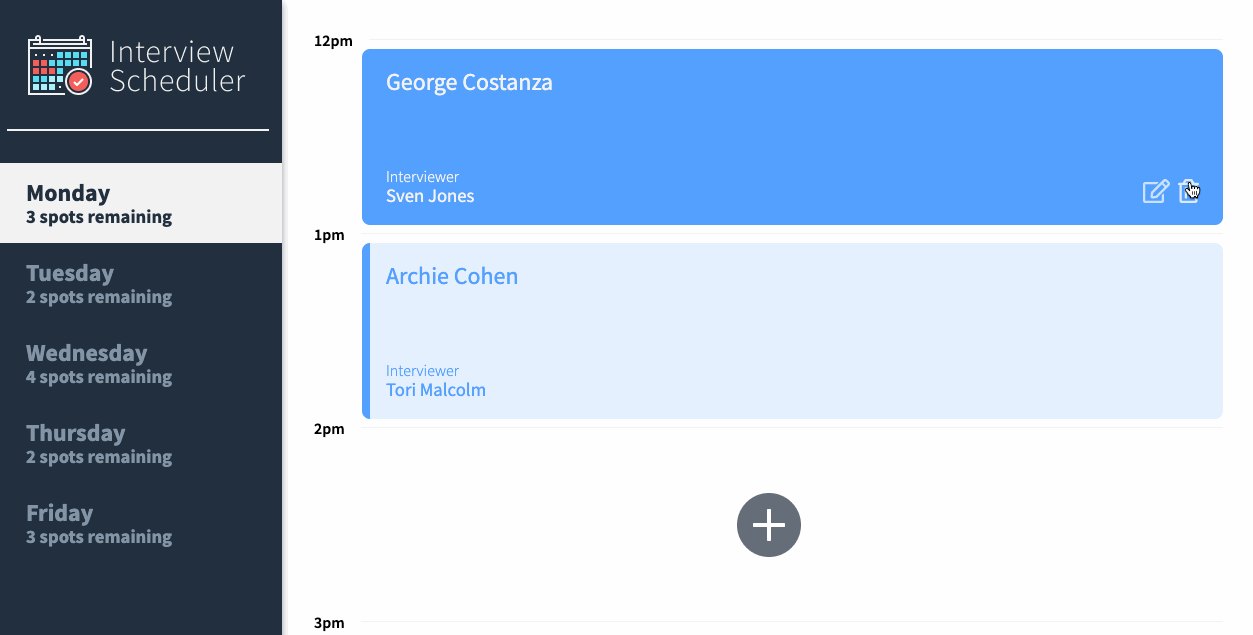 Interview
Scheduler
Monday
3 spots remaining
Tuesday
2 spots remaining
Wednesday
4 spots remaining
Thursday
2 spots remaining
Friday
3 spots remaining
12pm
George Costanza
Interviewer
Sven Jones
1pm
Archie Cohen
Interviewer
Tori Malcolm
2pm
3pm